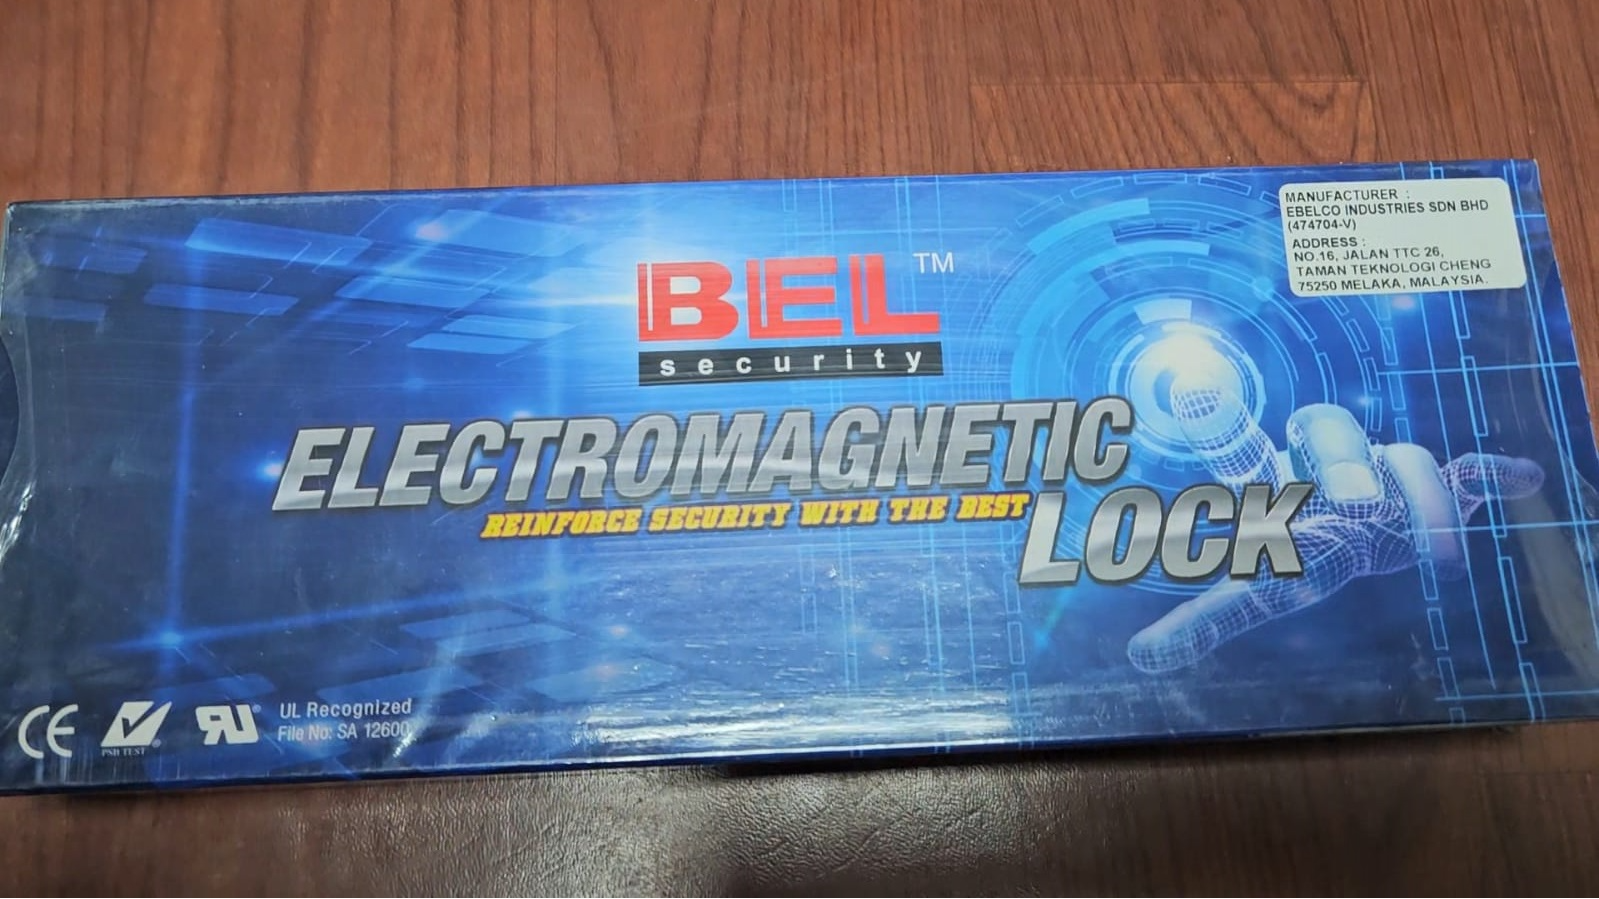 MANUFACTURER :
EBELCO INDUSTRIES SDN BHD
(474704-V)
ADDRESS :
NO.16, JALAN TTC 26,
TAMAN TEKNOLOGI CHENG
75250 MELAKA, MALAYSIA.
BEL™
security
ELECTROMAGNETIC
REINFORCE SECURITY WITH THE BEST
LOCK
CE
PSB TEST ®
RU®
UL Recognized
File No: SA 12600